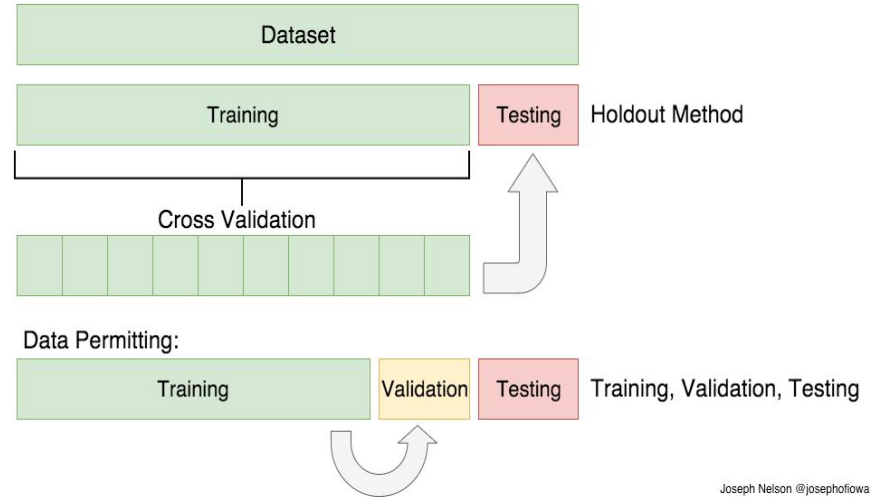 Dataset
Training
Testing
Holdout Method
Cross Validation
Data Permitting:
Training
Validation
Testing
Training, Validation, Testing
Joseph Nelson @josephofiowa